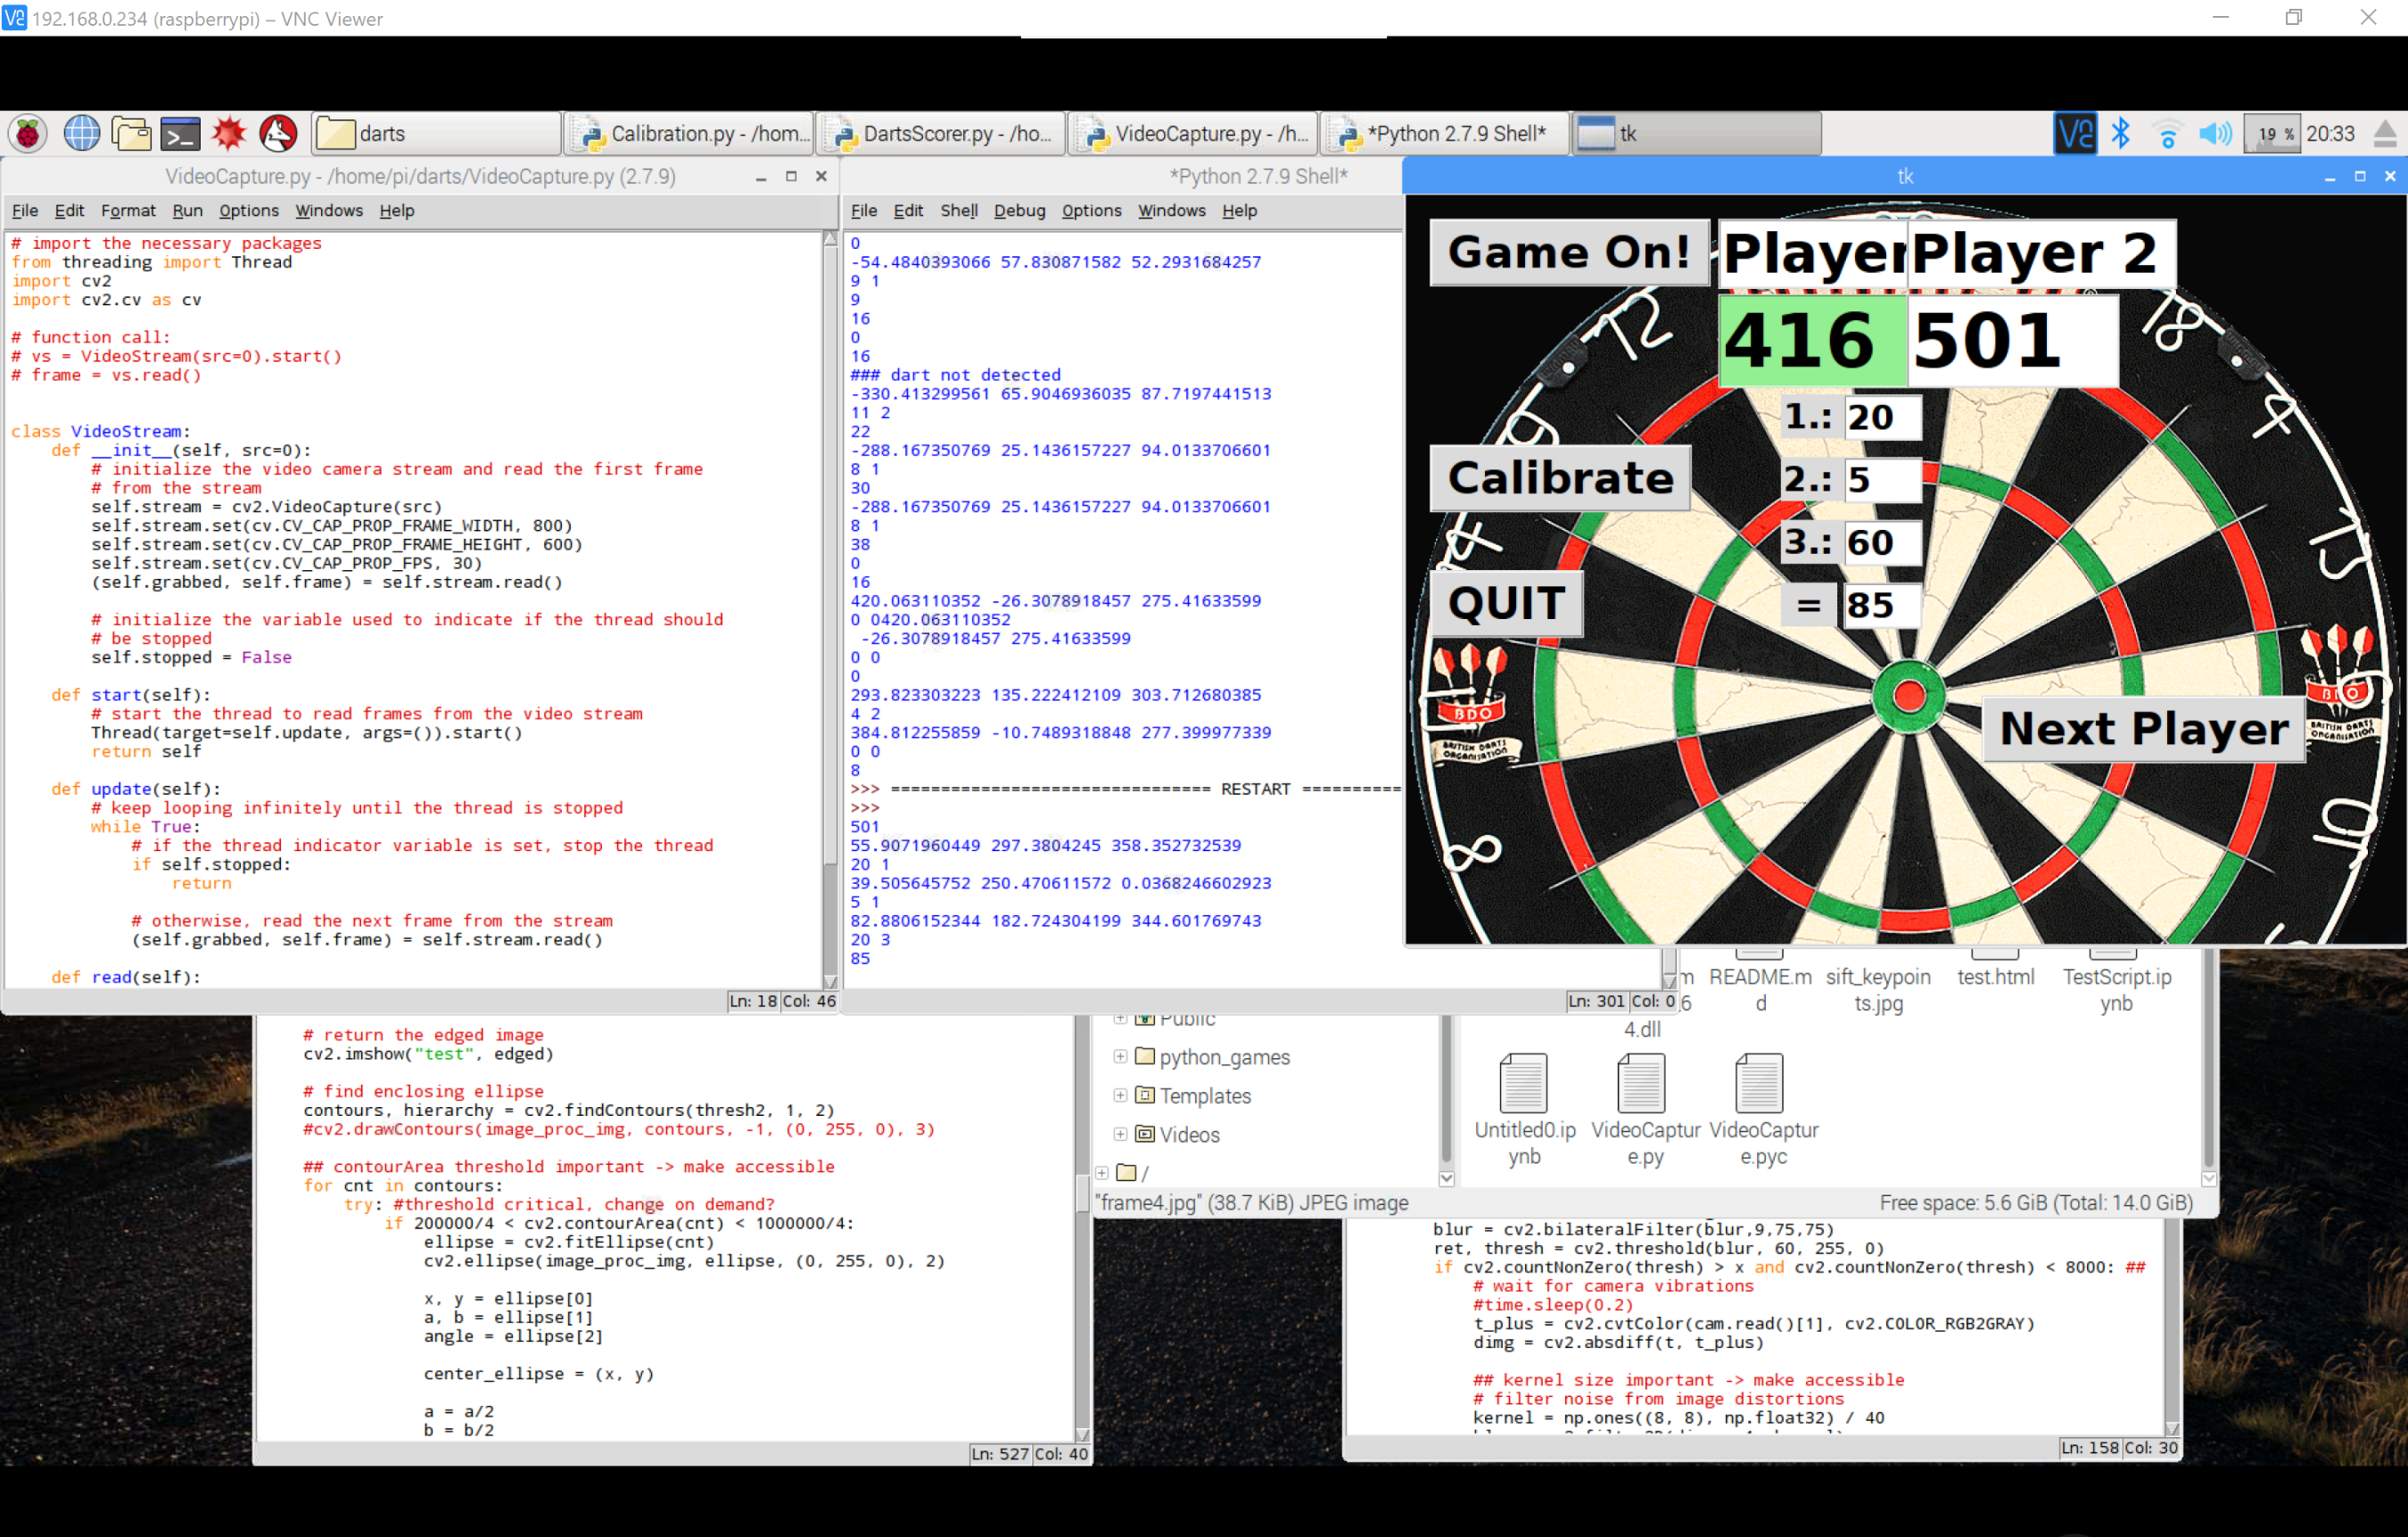 192.168.0.234 (raspberrypi) – VNC Viewer
darts
Calibration.py - /hom...
DartsScorer.py - /ho...
VideoCapture.py - /h...
*Python 2.7.9 Shell*
tk
19 %
20:33
VideoCapture.py - /home/pi/darts/VideoCapture.py (2.7.9)
File Edit Format Run Options Windows Help
# import the necessary packages
from threading import Thread
import cv2
import cv2.cv as cv
# function call:
# vs = VideoStream(src=0).start()
# frame = vs.read()
class VideoStream:
def __init__(self, src=0):
# initialize the video camera stream and read the first frame
# from the stream
self.stream = cv2.VideoCapture(src)
self.stream.set(cv.CV_CAP_PROP_FRAME_WIDTH, 800)
self.stream.set(cv.CV_CAP_PROP_FRAME_HEIGHT, 600)
self.stream.set(cv.CV_CAP_PROP_FPS, 30)
(self.grabbed, self.frame) = self.stream.read()
# initialize the variable used to indicate if the thread should
# be stopped
self.stopped = False
def start(self):
# start the thread to read frames from the video stream
Thread(target=self.update, args=()).start()
return self
def update(self):
# keep looping infinitely until the thread is stopped
while True:
# if the thread indicator variable is set, stop the thread
if self.stopped:
return
# otherwise, read the next frame from the stream
(self.grabbed, self.frame) = self.stream.read()
def read(self):
Ln: 18 Col: 46
*Python 2.7.9 Shell*
File Edit Shell Debug Options Windows Help
0
-54.4840393066 57.830871582 52.2931684257
9 1
9
16
0
16
### dart not detected
-330.413299561 65.9046936035 87.7197441513
11 2
22
-288.167350769 25.1436157227 94.0133706601
8 1
30
-288.167350769 25.1436157227 94.0133706601
8 1
38
0
16
420.063110352 -26.3078918457 275.41633599
0 0420.063110352
-26.3078918457 275.41633599
0 0
0
293.823303223 135.222412109 303.712680385
4 2
384.812255859 -10.7489318848 277.399977339
0 0
8
>>> ================================ RESTART ==========
>>>
501
55.9071960449 297.3804245 358.352732539
20 1
39.505645752 250.470611572 0.0368246602923
5 1
82.8806152344 182.724304199 344.601769743
20 3
85
Ln: 301 Col: 0
tk
Game On!
Player
Player 2
416
501
1.: 20
Calibrate
2.: 5
3.: 60
QUIT
= 85
Next Player
12
18
9
4
14
13
11
6
8
10
BDO
BRITISH DARTS
ORGANISATION
BDO
BRITISH DARTS
ORGANISATION
# return the edged image
cv2.imshow("test", edged)
# find enclosing ellipse
contours, hierarchy = cv2.findContours(thresh2, 1, 2)
#cv2.drawContours(image_proc_img, contours, -1, (0, 255, 0), 3)
## contourArea threshold important -> make accessible
for cnt in contours:
try: #threshold critical, change on demand?
if 200000/4 < cv2.contourArea(cnt) < 1000000/4:
ellipse = cv2.fitEllipse(cnt)
cv2.ellipse(image_proc_img, ellipse, (0, 255, 0), 2)
x, y = ellipse[0]
a, b = ellipse[1]
angle = ellipse[2]
center_ellipse = (x, y)
a = a/2
b = b/2
Ln: 527 Col: 40
Public
python_games
Templates
Videos
/
4.dll
README.m
d
sift_keypoin
ts.jpg
test.html
TestScript.ip
ynb
Untitled0.ip
ynb
VideoCaptur
e.py
VideoCaptur
e.pyc
"frame4.jpg" (38.7 KiB) JPEG image
Free space: 5.6 GiB (Total: 14.0 GiB)
blur = cv2.bilateralFilter(blur,9,75,75)
ret, thresh = cv2.threshold(blur, 60, 255, 0)
if cv2.countNonZero(thresh) > x and cv2.countNonZero(thresh) < 8000: ##
# wait for camera vibrations
#time.sleep(0.2)
t_plus = cv2.cvtColor(cam.read()[1], cv2.COLOR_RGB2GRAY)
dimg = cv2.absdiff(t, t_plus)
## kernel size important -> make accessible
# filter noise from image distortions
kernel = np.ones((8, 8), np.float32) / 40
Ln: 158 Col: 30